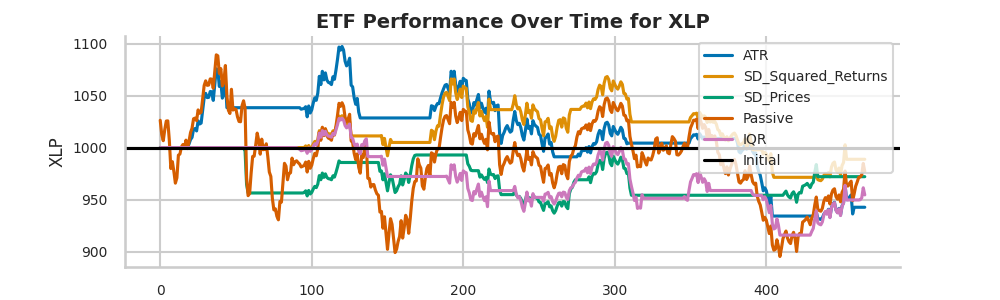 ETF Performance Over Time for XLP
XLP
1100
1050
1000
950
900
0
100
200
300
400
ATR
SD_Squared_Returns
SD_Prices
Passive
IQR
Initial